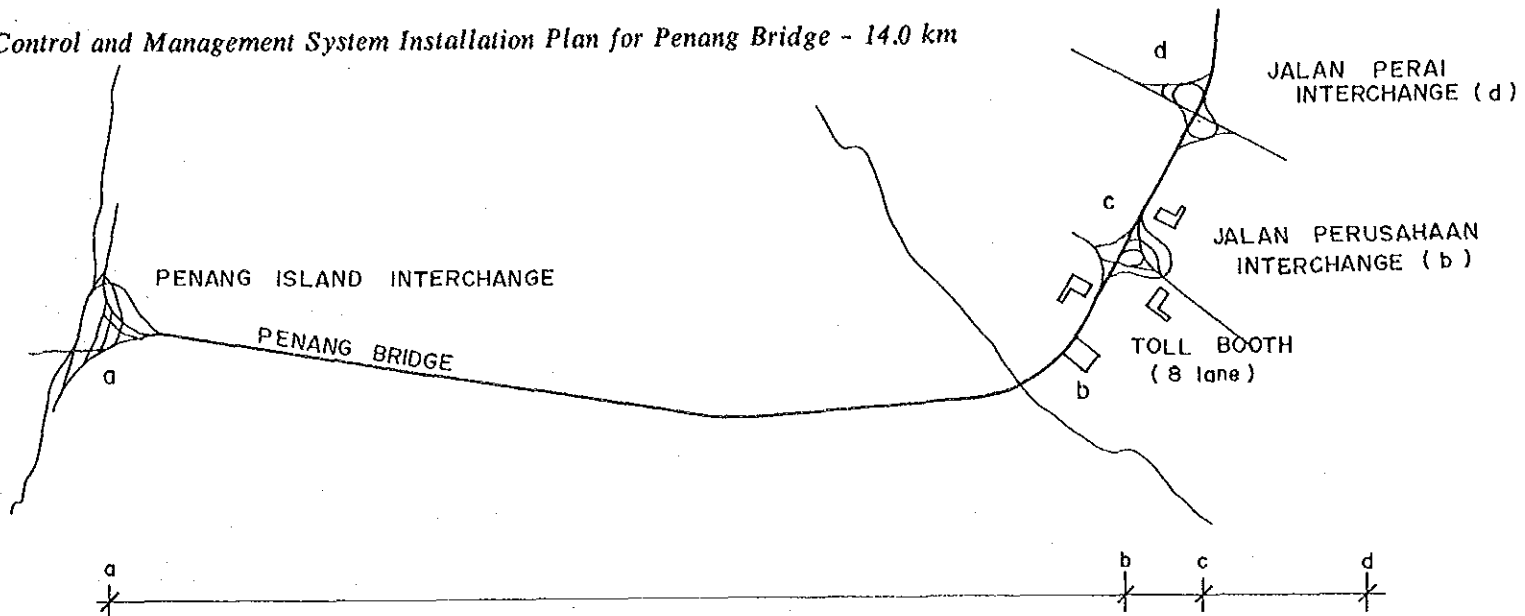 Control and Management System Installation Plan for Penang Bridge - 14.0 km
d
JALAN PERAI
INTERCHANGE (d)
c
JALAN PERUSAHAAN
INTERCHANGE (b)
PENANG ISLAND INTERCHANGE
PENANG BRIDGE
TOLL BOOTH
(8 lane)
a
b
a
b
c
d